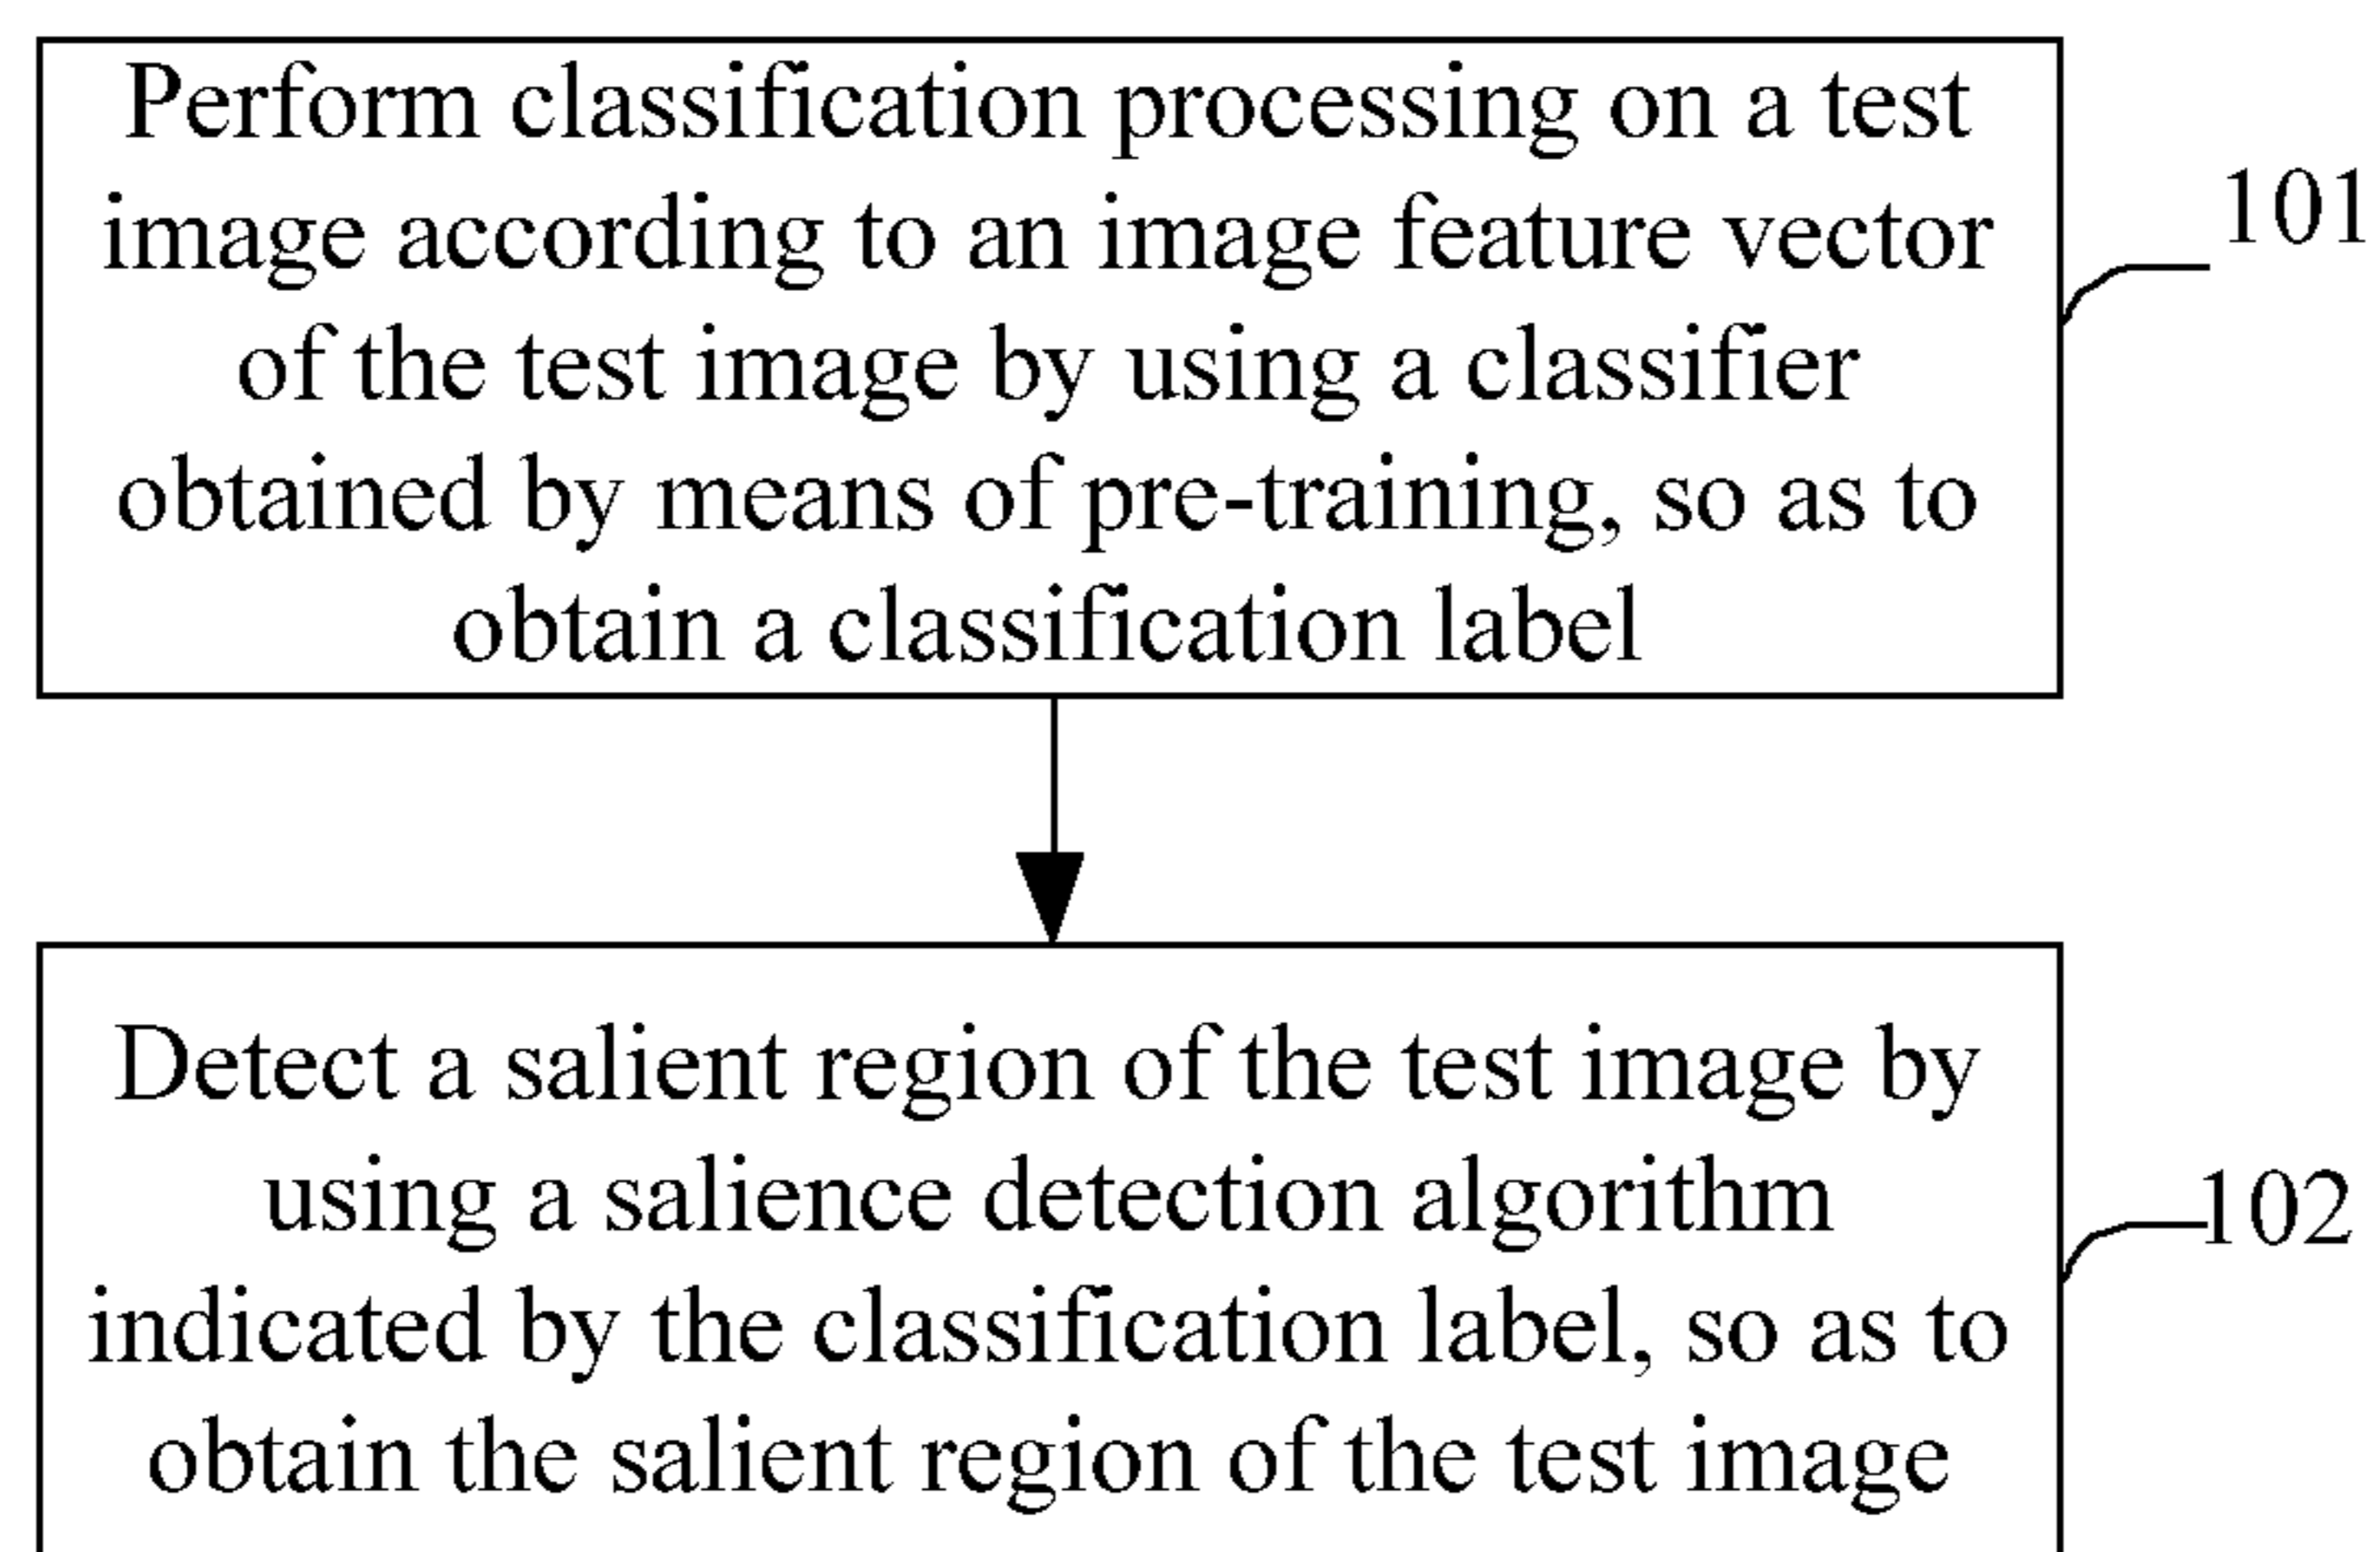 Perform classification processing on a test
image according to an image feature vector
of the test image by using a classifier
obtained by means of pre-training, so as to
obtain a classification label
101
Detect a salient region of the test image by
using a salience detection algorithm
indicated by the classification label, so as to
obtain the salient region of the test image
102